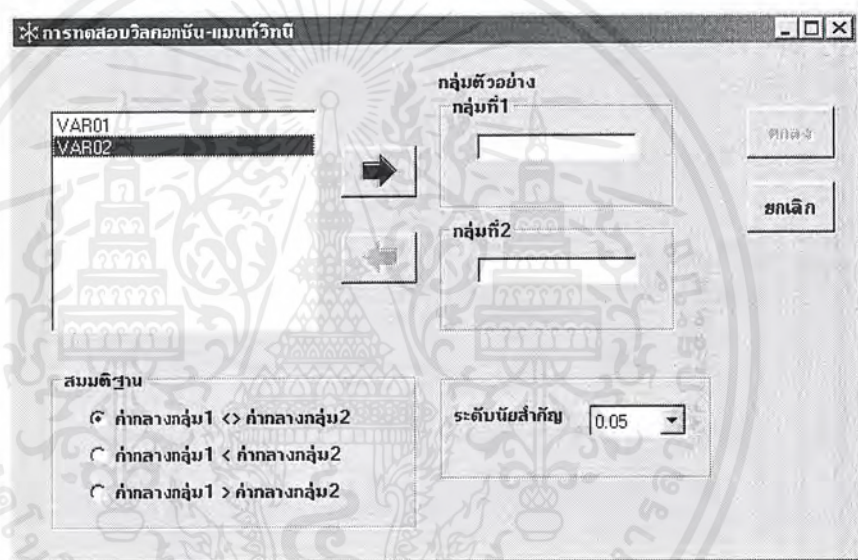 การทดสอบวิลคอกซัน-แมนท์วิทนี
VAR01
VAR02
กลุ่มตัวอย่าง
กลุ่มที่1
กลุ่มที่2
ตกลง
ยกเลิก
สมมติฐาน
ค่ากลางกลุ่ม1 <> ค่ากลางกลุ่ม2
ค่ากลางกลุ่ม1 < ค่ากลางกลุ่ม2
ค่ากลางกลุ่ม1 > ค่ากลางกลุ่ม2
ระดับนัยสำคัญ
0.05